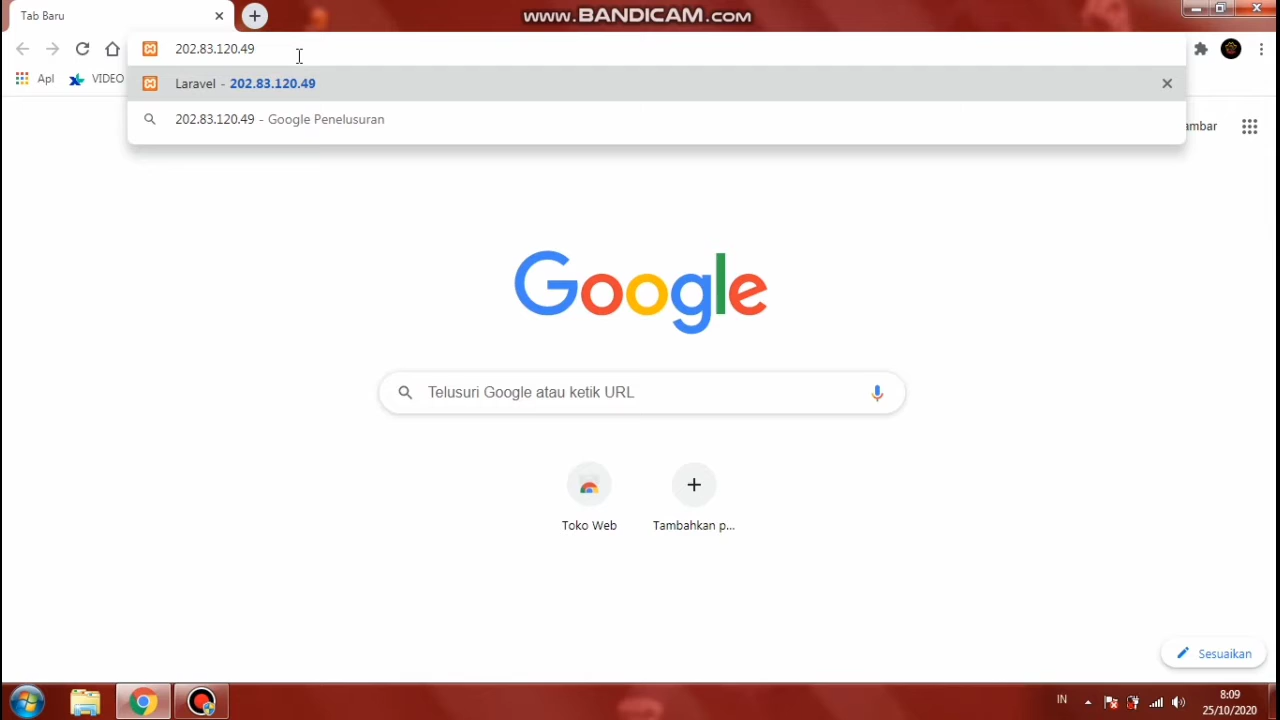 Tab Baru
www.BANDICAM.com
202.83.120.49
Apl
VIDEO
Laravel - 202.83.120.49
202.83.120.49 - Google Penelusuran
ambar
Google
Telusuri Google atau ketik URL
Toko Web
Tambahkan p...
Sesuaikan
IN
8:09
25/10/2020